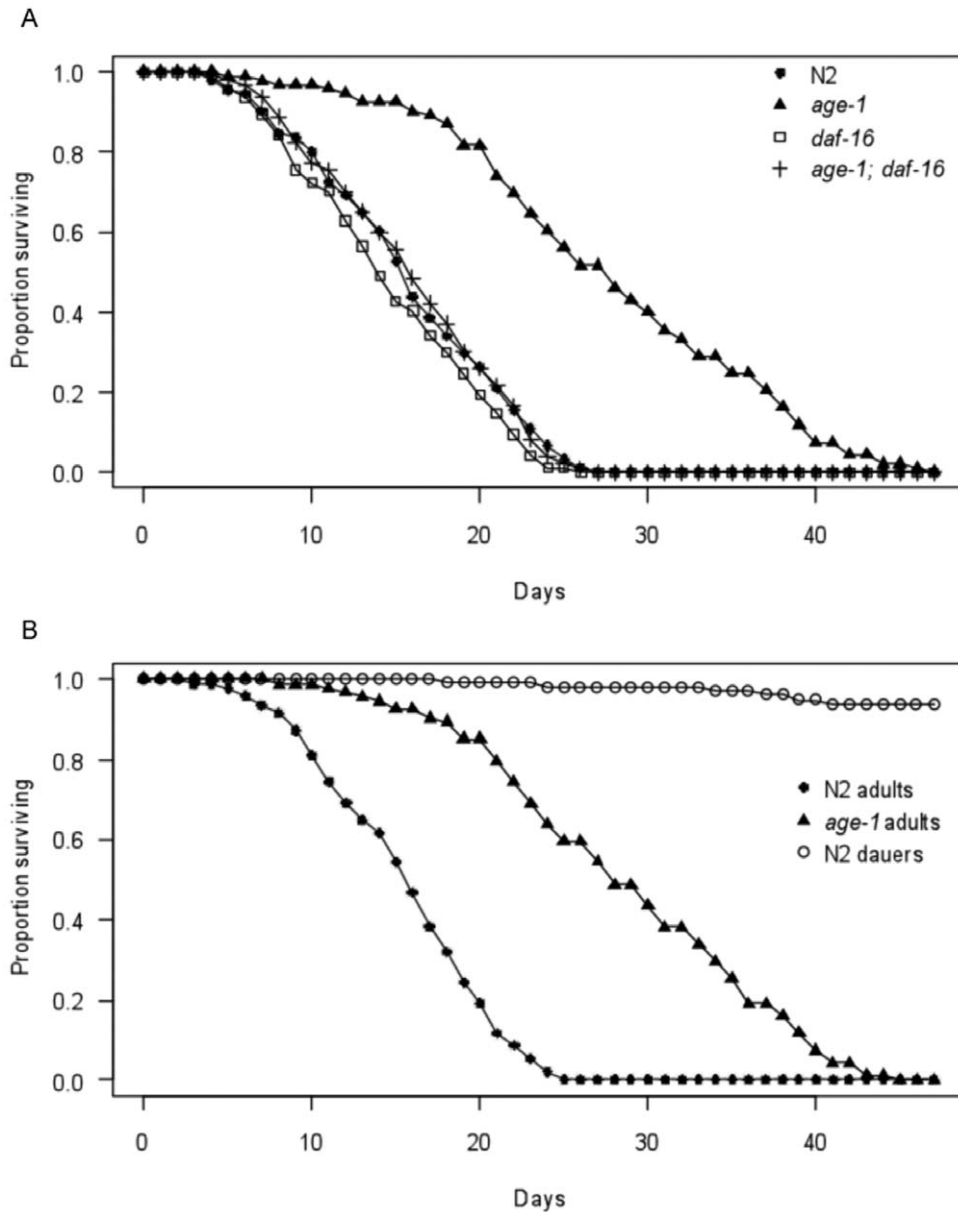 A
1.0
0.8
0.6
0.4
0.2
0.0
Proportion surviving
N2
age-1
daf-16
age-1; daf-16
0 10 20 30 40
Days
B
1.0
0.8
0.6
0.4
0.2
0.0
Proportion surviving
N2 adults
age-1 adults
N2 dauers
0 10 20 30 40
Days